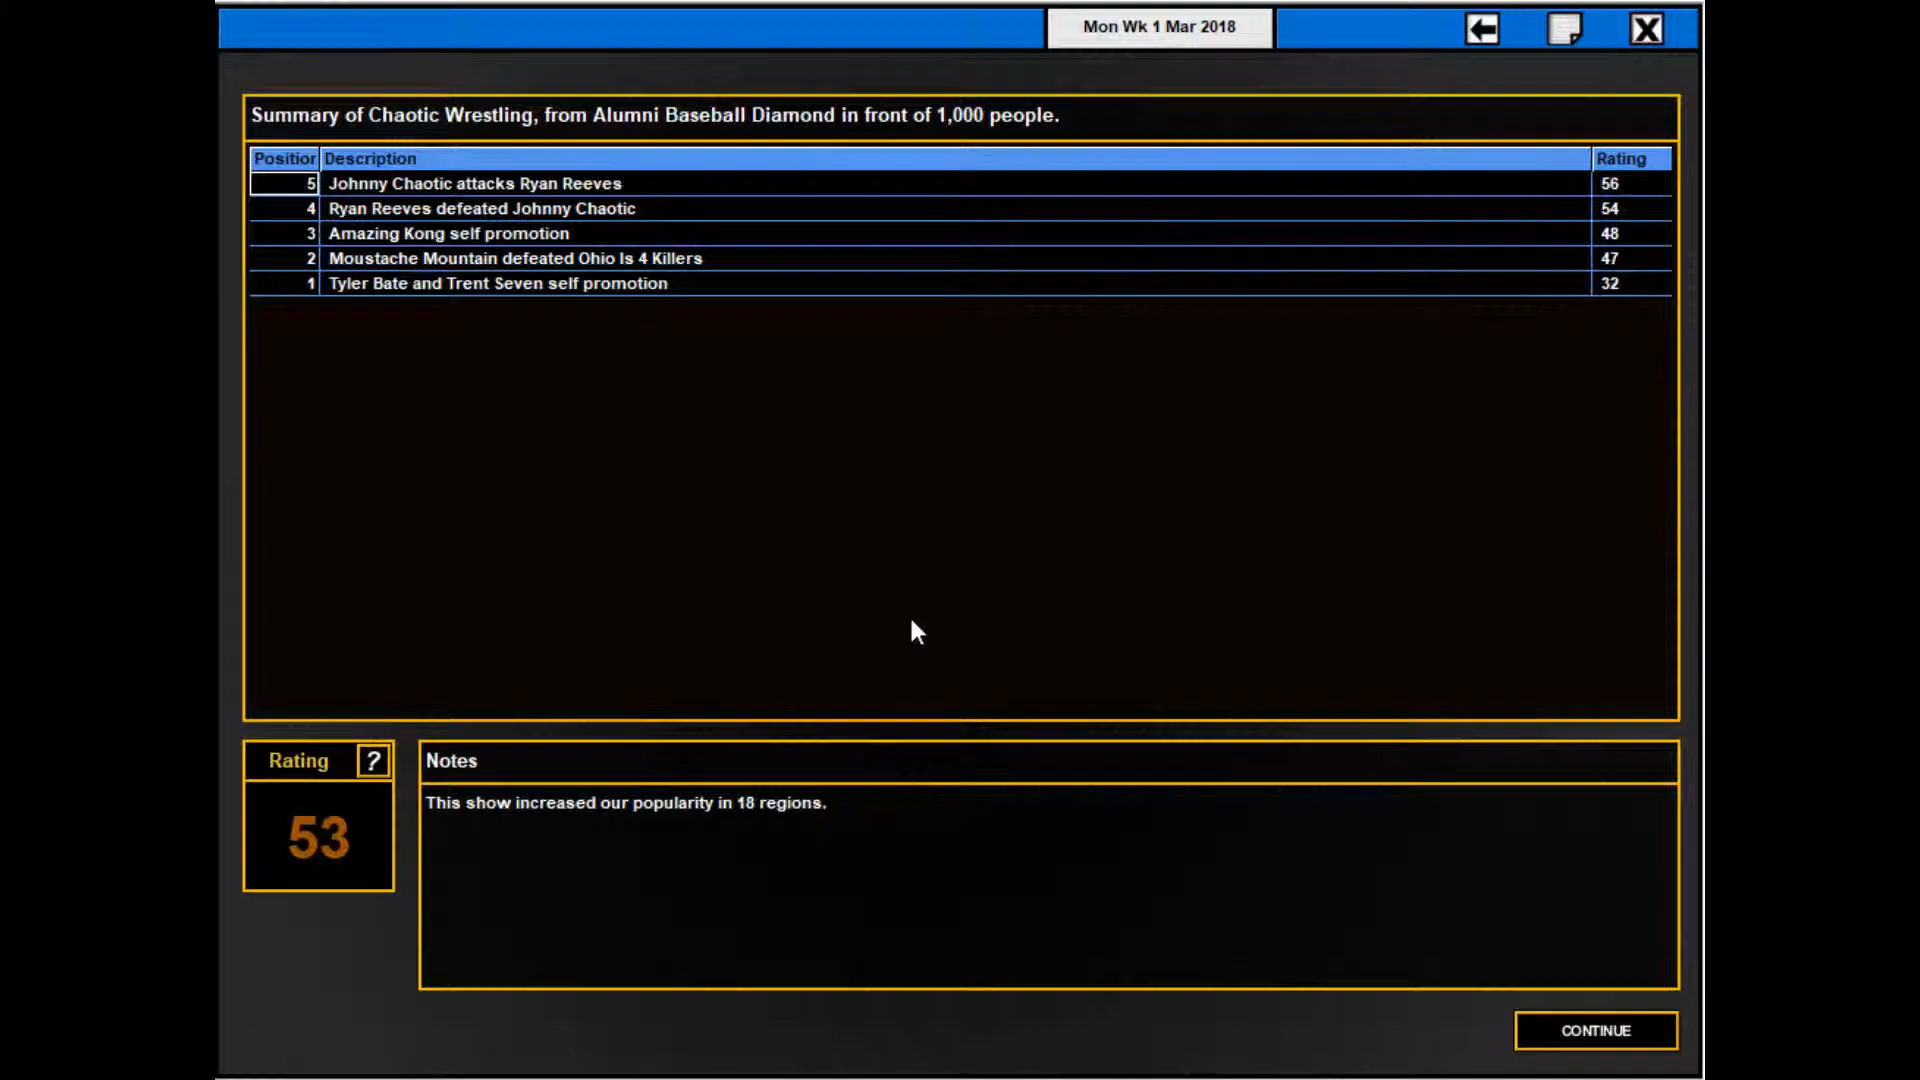 Mon Wk 1 Mar 2018
Summary of Chaotic Wrestling, from Alumni Baseball Diamond in front of 1,000 people.
Position Description Rating
5 Johnny Chaotic attacks Ryan Reeves 56
4 Ryan Reeves defeated Johnny Chaotic 54
3 Amazing Kong self promotion 48
2 Moustache Mountain defeated Ohio Is 4 Killers 47
1 Tyler Bate and Trent Seven self promotion 32
Rating ? Notes
This show increased our popularity in 18 regions.
53
CONTINUE